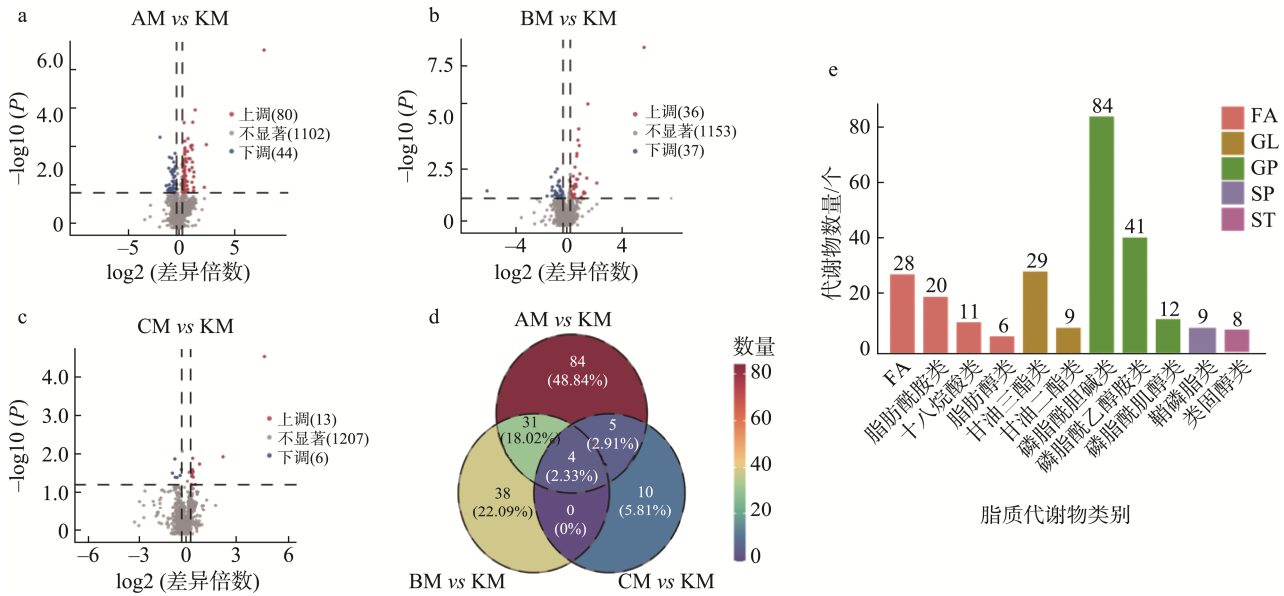 a
AM vs KM
6.0
4.0
2.0
0
−log10 (P)
上调(80)
不显著(1102)
下调(44)
−5
0
5
log2 (差异倍数)
b
BM vs KM
7.5
5.0
2.5
0
−log10 (P)
上调(36)
不显著(1153)
下调(37)
−4
0
4
log2 (差异倍数)
c
CM vs KM
4.0
3.0
2.0
1.0
0
−log10 (P)
上调(13)
不显著(1207)
下调(6)
−6
−3
0
3
6
log2 (差异倍数)
d
AM vs KM
84
(48.84%)
31
(18.02%)
5
(2.91%)
4
(2.33%)
38
(22.09%)
10
(5.81%)
0
(0%)
BM vs KM
CM vs KM
数量
80
60
40
20
0
e
代谢物数量/个
80
60
40
20
0
28
20
11
6
29
9
84
41
12
9
8
FA
GL
GP
SP
ST
FA
脂肪酰胺类
十八烷酸类
脂肪醇类
甘油三酯类
甘油二酯类
磷脂酰胆碱类
磷脂酰乙醇胺类
磷脂酰肌醇类
鞘磷脂类
类固醇类
脂质代谢物类别